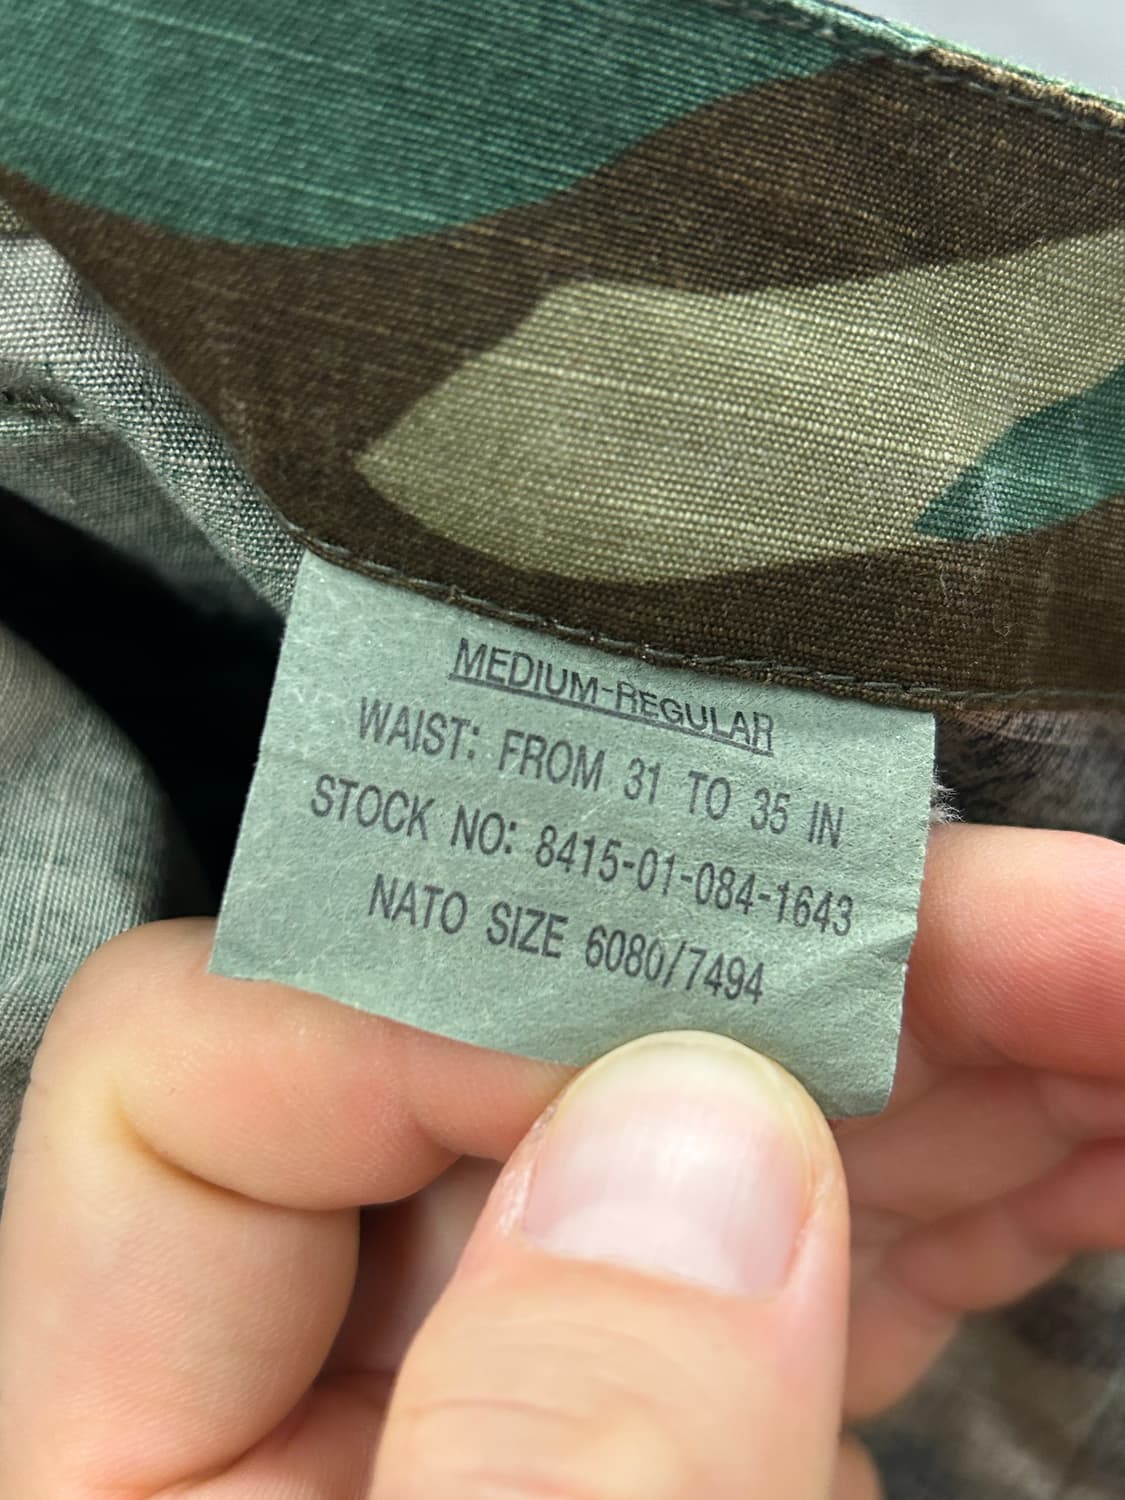 MEDIUM-REGULAR
WAIST: FROM 31 TO 35 IN
STOCK NO: 8415-01-084-1643
NATO SIZE 6080/7494